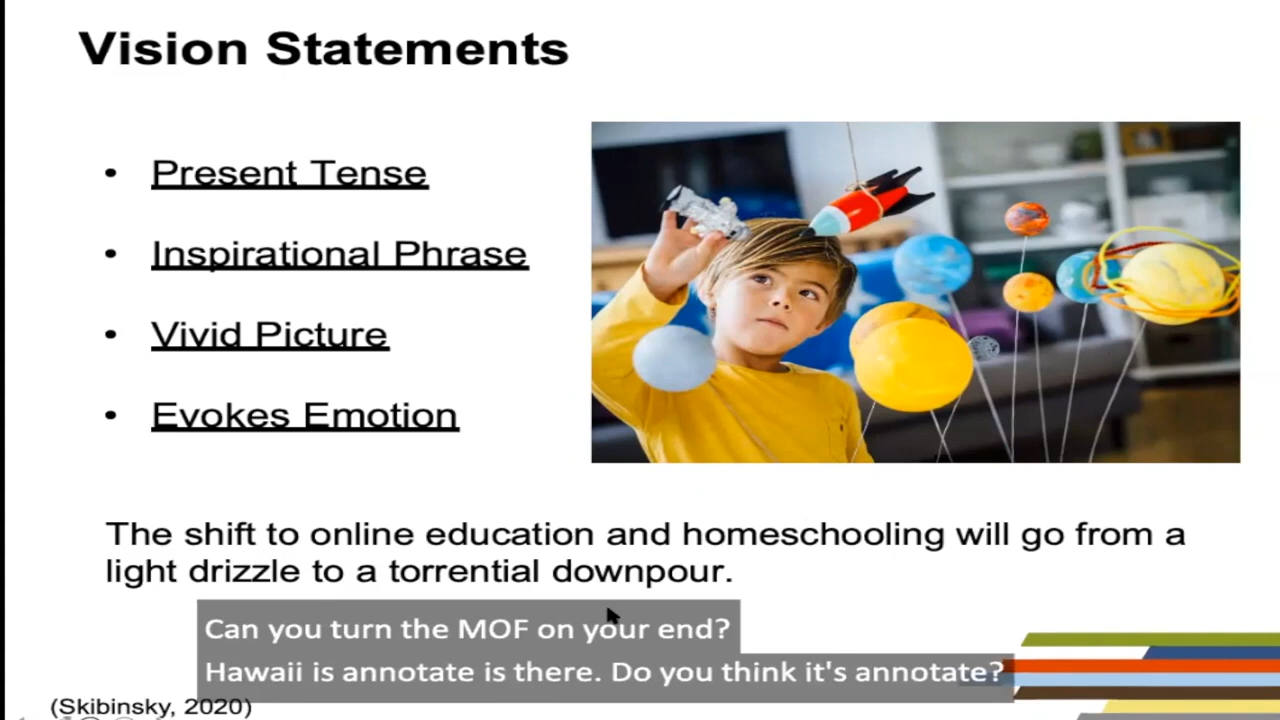 Vision Statements
• Present Tense
• Inspirational Phrase
• Vivid Picture
• Evokes Emotion
The shift to online education and homeschooling will go from a
light drizzle to a torrential downpour.
Can you turn the MOF on your end?
Hawaii is annotate is there. Do you think it's annotate?
(Skibinsky, 2020)